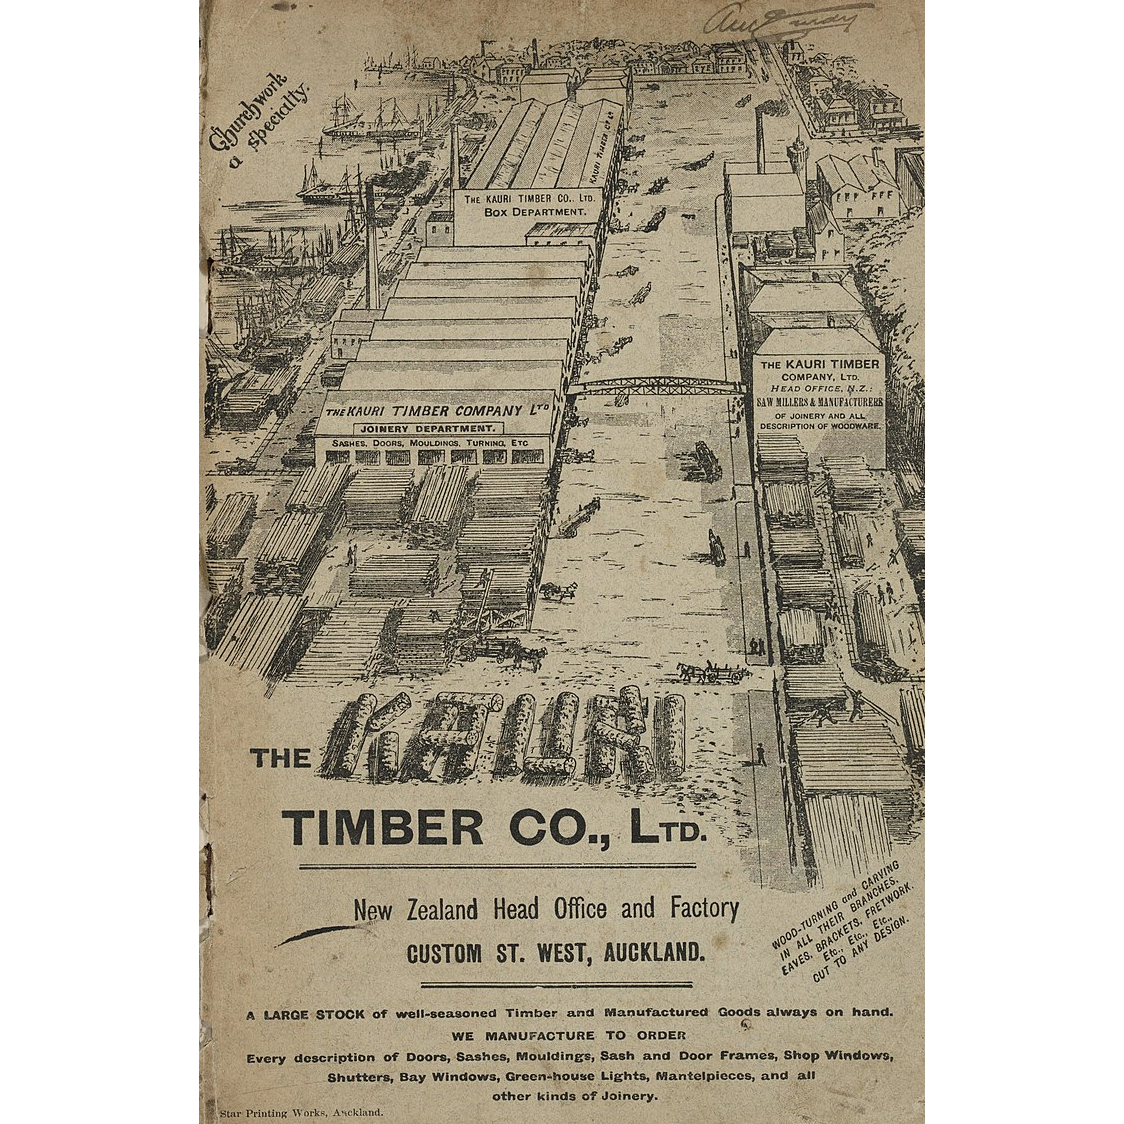 Churchwork
a specialty.
KAURI TIMBER CO. Ltd
THE KAURI TIMBER CO., LTD.
BOX DEPARTMENT.
THE KAURI TIMBER COMPANY LTD
JOINERY DEPARTMENT.
SASHES, DOORS, MOULDINGS, TURNING, ETC
THE KAURI TIMBER
COMPANY, LTD.
HEAD OFFICE, N.Z.:
SAW MILLERS & MANUFACTURERS
OF JOINERY AND ALL
DESCRIPTION OF WOODWARE.
THE KAURI
TIMBER CO., LTD.
New Zealand Head Office and Factory
CUSTOM ST. WEST, AUCKLAND.
WOOD-TURNING and CARVING
IN ALL THEIR BRANCHES.
EAVES, BRACKETS, FRETWORK,
Etc., Etc., Etc.,
CUT TO ANY DESIGN.
A LARGE STOCK of well-seasoned Timber and Manufactured Goods always on hand.
WE MANUFACTURE TO ORDER
Every description of Doors, Sashes, Mouldings, Sash and Door Frames, Shop Windows,
Shutters, Bay Windows, Green-house Lights, Mantelpieces, and all
other kinds of Joinery.
Star Printing Works, Auckland.